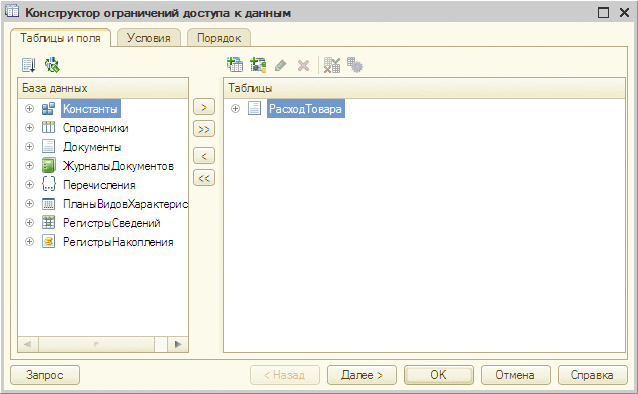 Конструктор ограничений доступа к данным
Таблицы и поля
Условия
Порядок
База данных
Константы
Справочники
Документы
ЖурналыДокументов
Перечисления
ПланыВидовХарактерис
РегистрыСведений
РегистрыНакопления
>
>>
<
<<
Таблицы
РасходТовара
Запрос
< Назад
Далее >
OK
Отмена
Справка